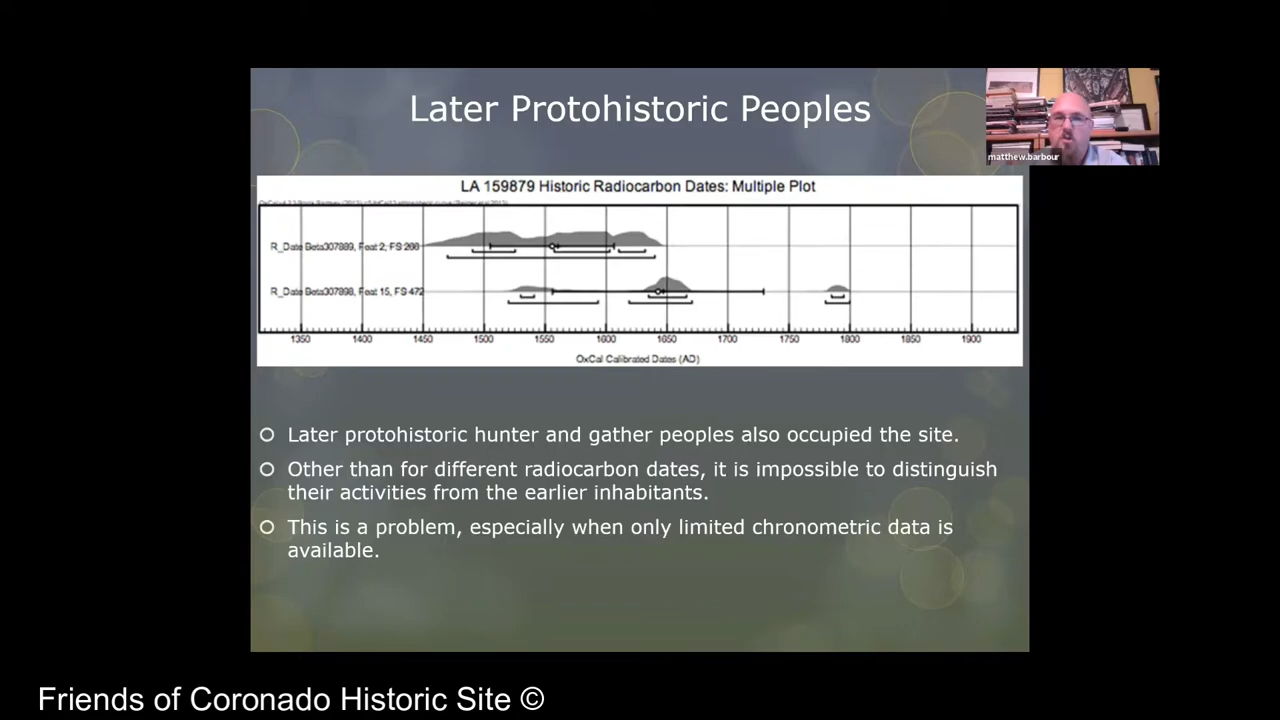 Later Protohistoric Peoples
matthew.barbour
LA 159879 Historic Radiocarbon Dates: Multiple Plot
R_Date Beta307889, Feat 2, FS 268
R_Date Beta307898, Feat 15, FS 472
1350 1400 1450 1500 1550 1600 1650 1700 1750 1800 1850 1900
OxCal Calibrated Dates (AD)
Later protohistoric hunter and gather peoples also occupied the site.
Other than for different radiocarbon dates, it is impossible to distinguish
their activities from the earlier inhabitants.
This is a problem, especially when only limited chronometric data is
available.
Friends of Coronado Historic Site ©